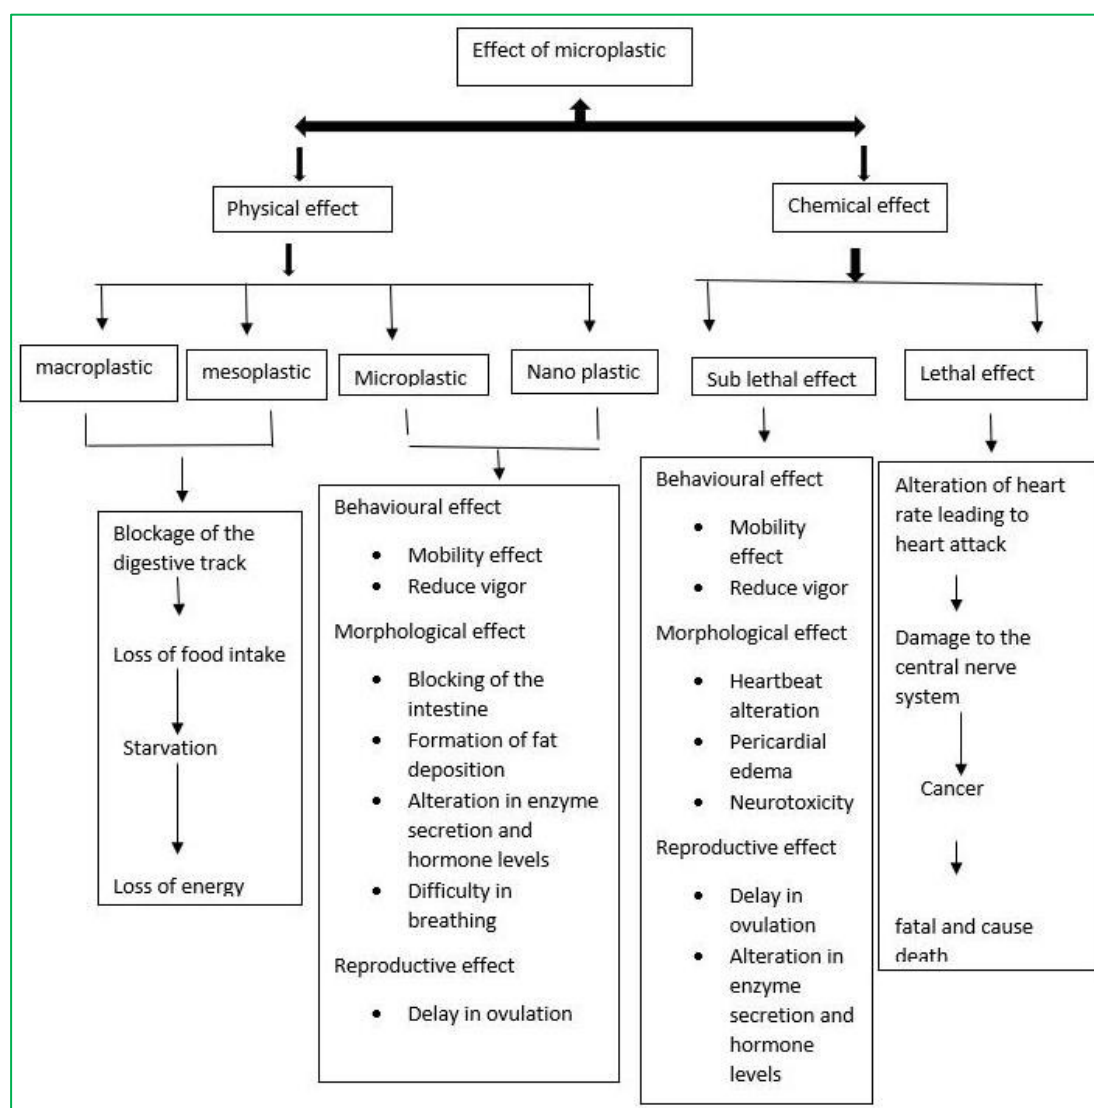 Effect of microplastic
Physical effect
Chemical effect
macroplastic
mesoplastic
Microplastic
Nano plastic
Sub lethal effect
Lethal effect
Blockage of the
digestive track
Loss of food intake
Starvation
Loss of energy
Behavioural effect
• Mobility effect
• Reduce vigor
Morphological effect
• Blocking of the
intestine
• Formation of fat
deposition
• Alteration in enzyme
secretion and
hormone levels
• Difficulty in
breathing
Reproductive effect
• Delay in ovulation
Behavioural effect
• Mobility
effect
• Reduce vigor
Morphological effect
• Heartbeat
alteration
• Pericardial
edema
• Neurotoxicity
Reproductive effect
• Delay in
ovulation
• Alteration in
enzyme
secretion and
hormone
levels
Alteration of heart
rate leading to
heart attack
Damage to the
central nerve
system
Cancer
fatal and cause
death